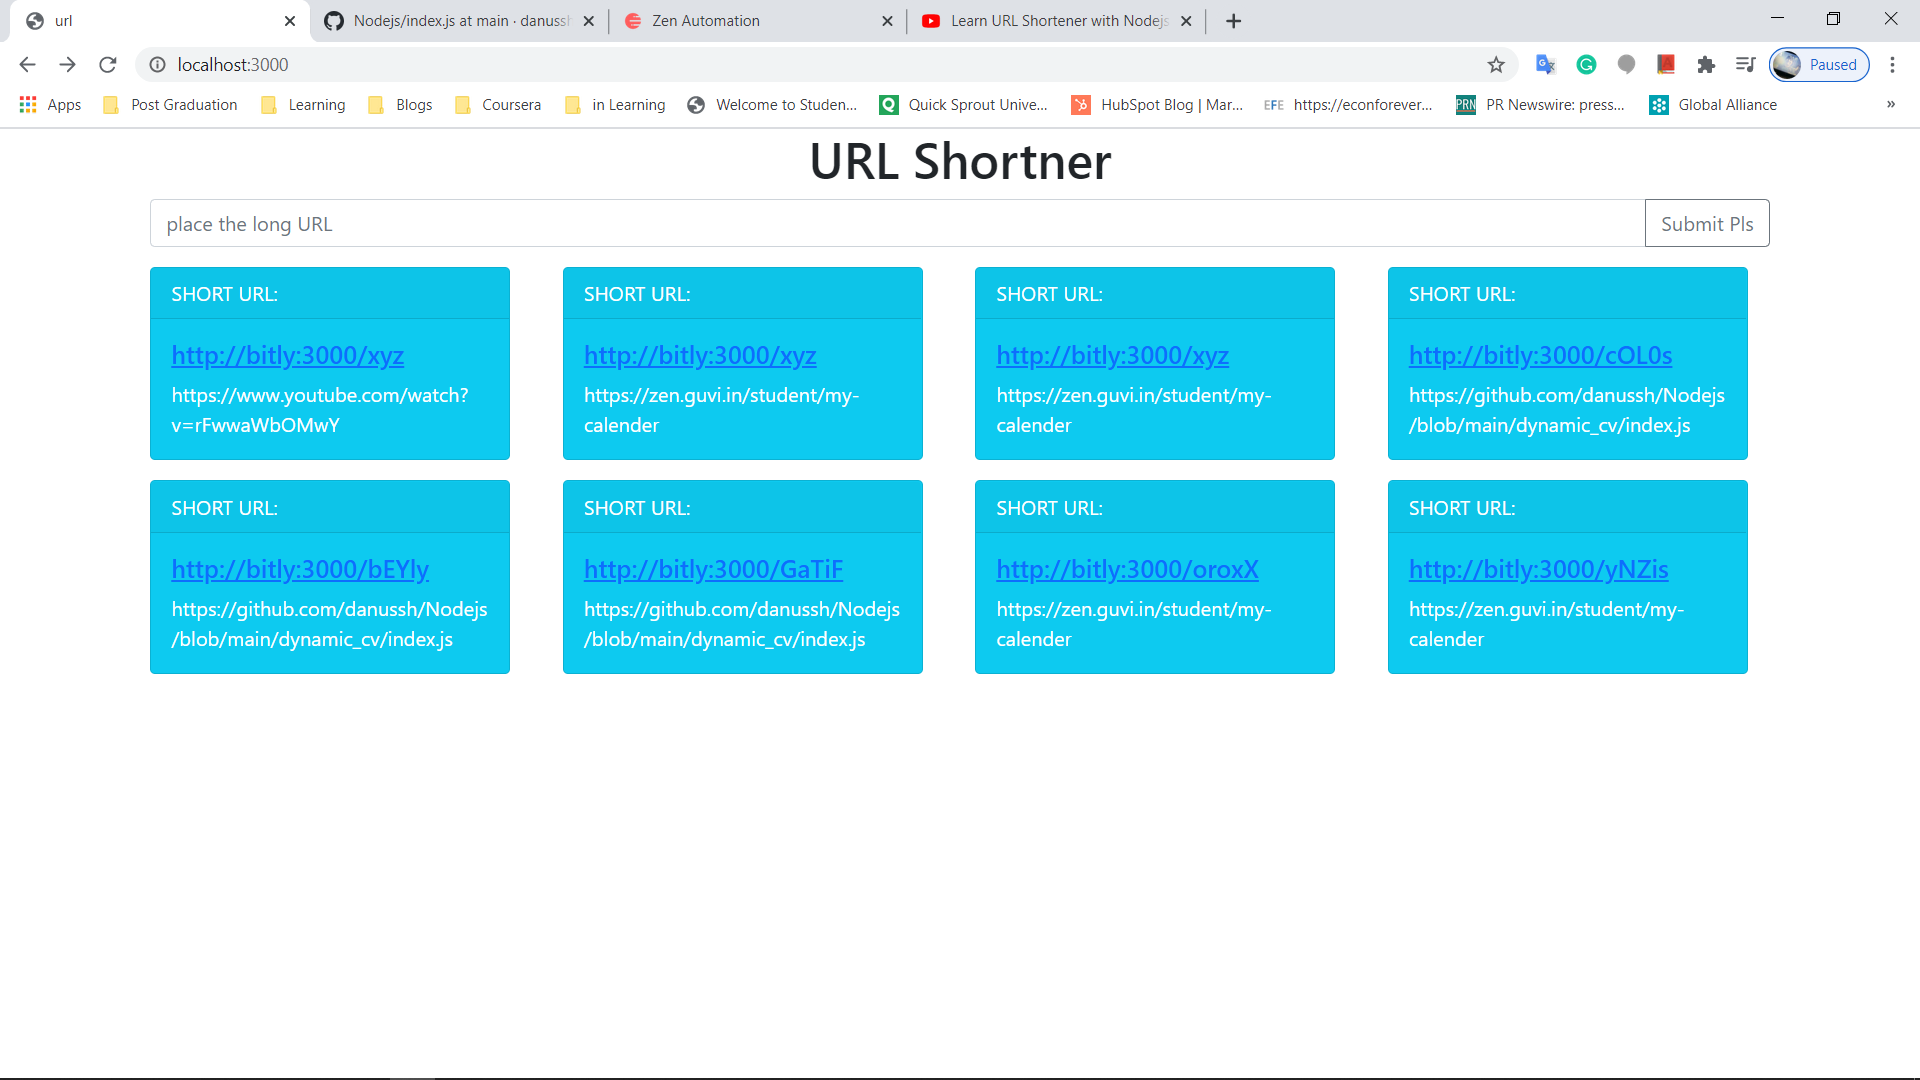 url
Nodejs/index.js at main · danussh
Zen Automation
Learn URL Shortener with Nodejs
localhost:3000
Paused
Apps
Post Graduation
Learning
Blogs
Coursera
in Learning
Welcome to Studen...
Quick Sprout Unive...
HubSpot Blog | Mar...
EFE
https://econforever...
PRN
PR Newswire: press...
Global Alliance
»
URL Shortner
place the long URL
Submit Pls
SHORT URL:
http://bitly:3000/xyz
https://www.youtube.com/watch?
v=rFwwaWbOMwY
SHORT URL:
http://bitly:3000/xyz
https://zen.guvi.in/student/my-
calender
SHORT URL:
http://bitly:3000/xyz
https://zen.guvi.in/student/my-
calender
SHORT URL:
http://bitly:3000/cOL0s
https://github.com/danussh/Nodejs
/blob/main/dynamic_cv/index.js
SHORT URL:
http://bitly:3000/bEYly
https://github.com/danussh/Nodejs
/blob/main/dynamic_cv/index.js
SHORT URL:
http://bitly:3000/GaTiF
https://github.com/danussh/Nodejs
/blob/main/dynamic_cv/index.js
SHORT URL:
http://bitly:3000/oroxX
https://zen.guvi.in/student/my-
calender
SHORT URL:
http://bitly:3000/yNZis
https://zen.guvi.in/student/my-
calender